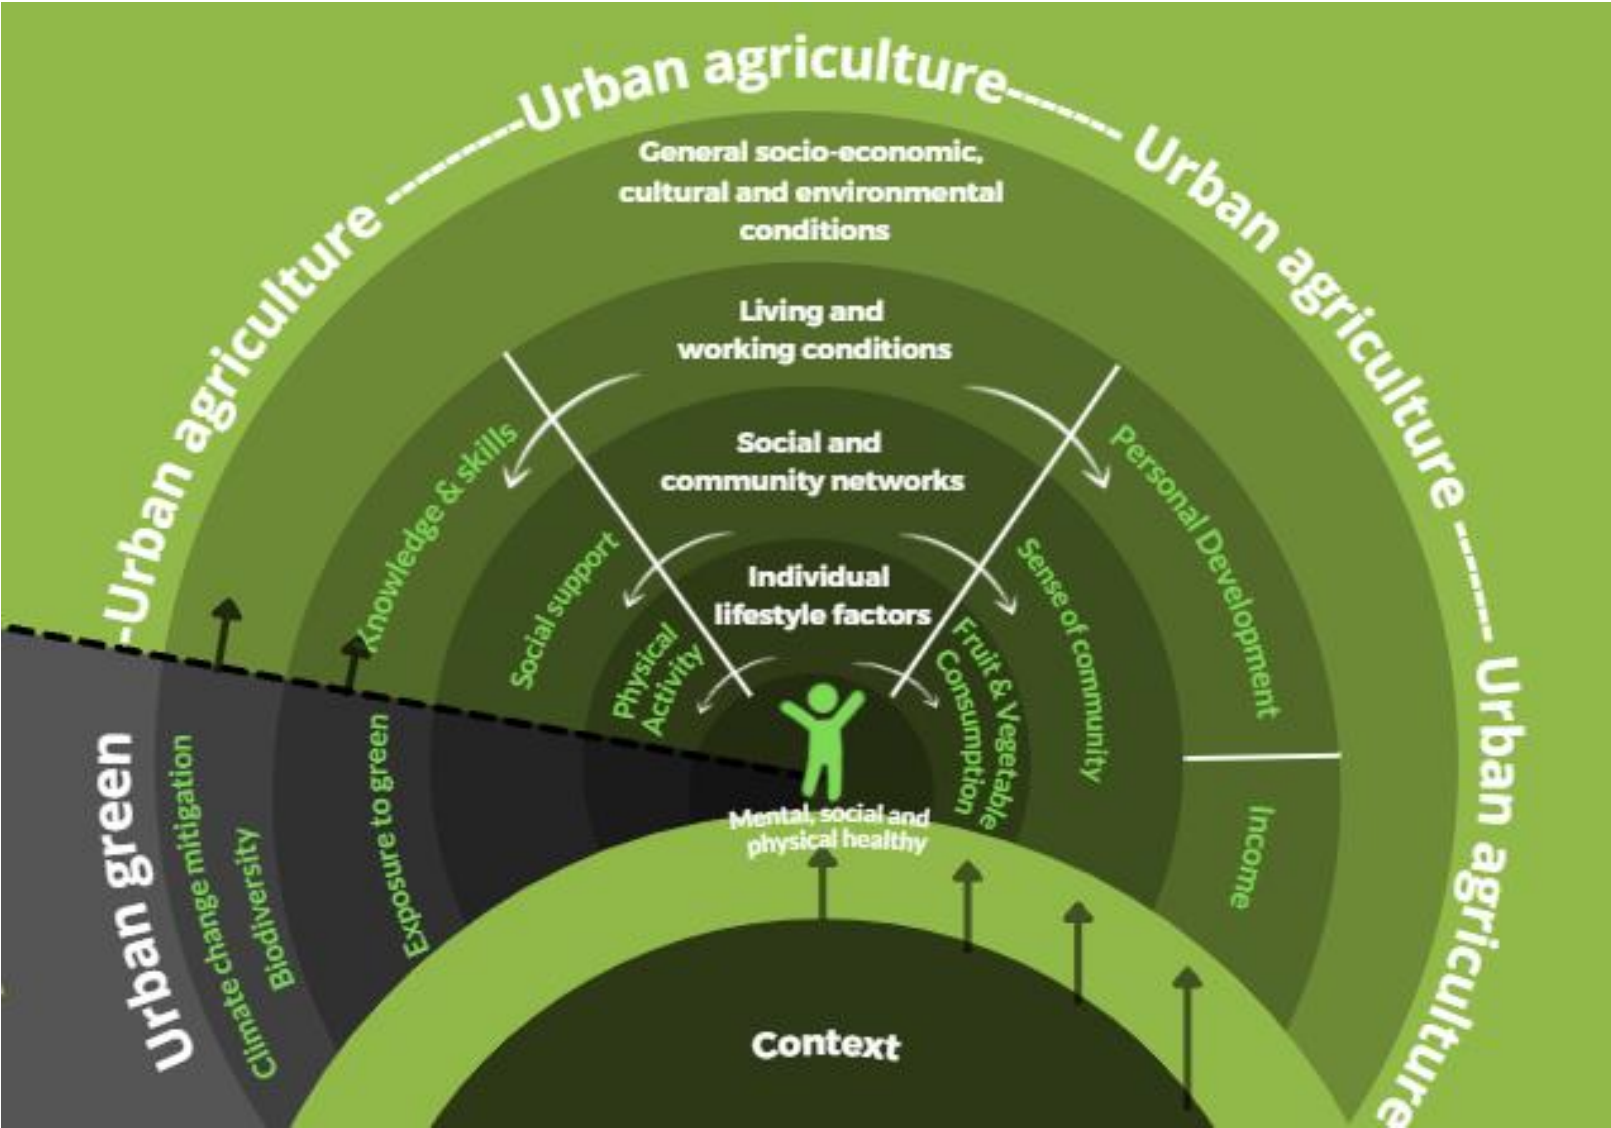 -Urban agriculture -------Urban agriculture------- Urban agriculture ------- Urban agriculture
General socio-economic,
cultural and environmental
conditions
Living and
working conditions
Social and
community networks
Individual
lifestyle factors
Knowledge & skills
Social support
Physical
Activity
Personal Development
Sense of community
Fruit & Vegetable
Consumption
Income
Mental, social and
physical healthy
Urban green
Climate change mitigation
Biodiversity
Exposure to green
Context